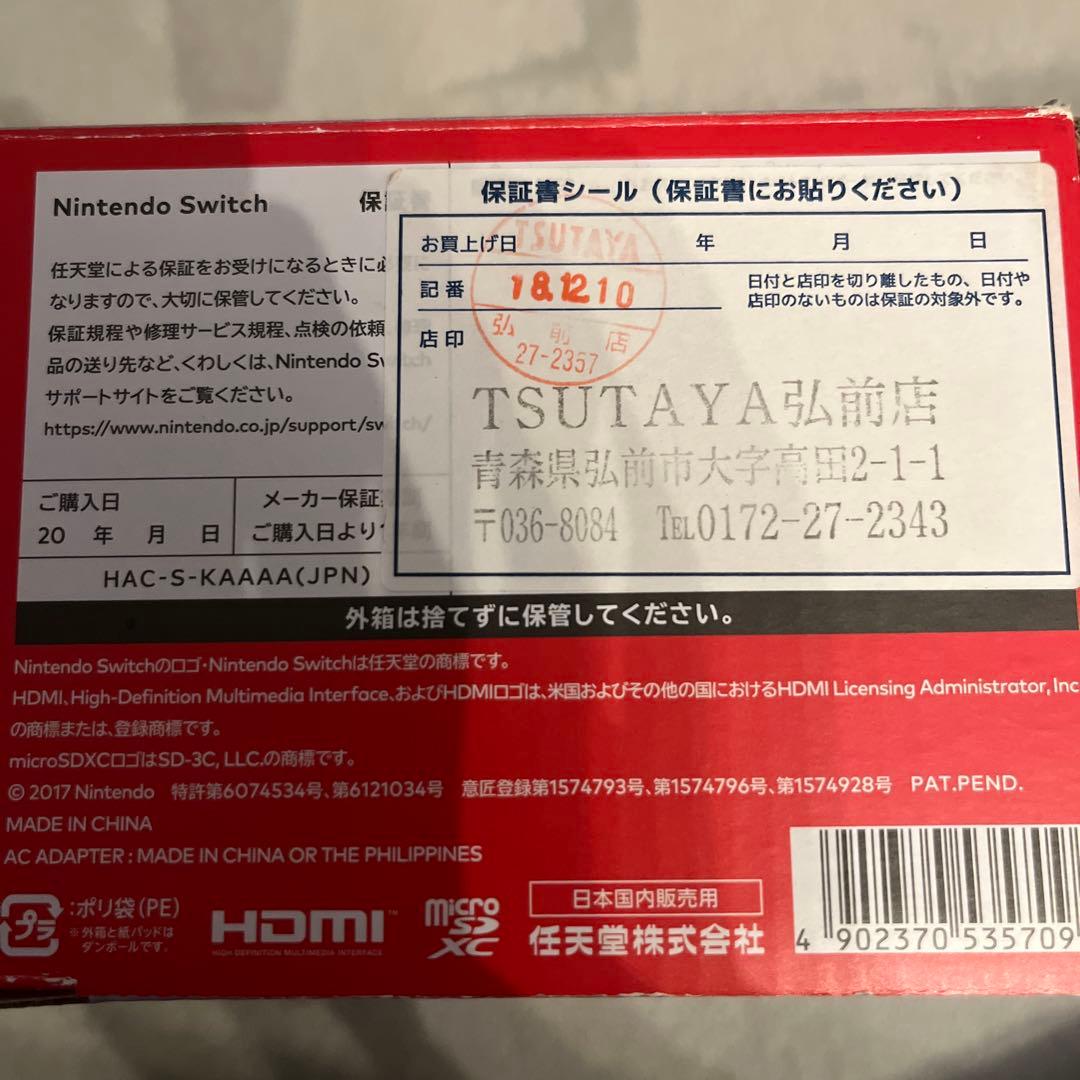 Nintendo Switch 保証書
任天堂による保証をお受けになるときに必
なりますので、大切に保管してください。
保証規程や修理サービス規程、点検の依頼
品の送り先など、くわしくは、Nintendo Switch
サポートサイトをご覧ください。
https://www.nintendo.co.jp/support/switch/
ご購入日
20 年 月 日
メーカー保証
ご購入日より1
HAC-S-KAAAA(JPN)
保証書シール(保証書にお貼りください)
お買上げ日 年 月 日
記番
日付と店印を切り離したもの、日付や
店印のないものは保証の対象外です。
店印
TSUTAYA
18.12.10
弘前店
27-2357
TSUTAYA弘前店
青森県弘前市大字高田2-1-1
〒036-8084 TEL0172-27-2343
外箱は捨てずに保管してください。
Nintendo Switchのロゴ・Nintendo Switchは任天堂の商標です。
HDMI、High-Definition Multimedia Interface、およびHDMIロゴは、米国およびその他の国におけるHDMI Licensing Administrator, Inc
の商標または、登録商標です。
microSDXCロゴはSD-3C, LLC.の商標です。
© 2017 Nintendo 特許第6074534号、第6121034号 意匠登録第1574793号、第1574796号、第1574928号 PAT.PEND.
MADE IN CHINA
AC ADAPTER : MADE IN CHINA OR THE PHILIPPINES
プラ
:ポリ袋(PE)
※外箱と紙パッドは
ダンボールです。
HDMI™
HIGH-DEFINITION MULTIMEDIA INTERFACE
micro
SD
XC
日本国内販売用
任天堂株式会社
4 902370 535709